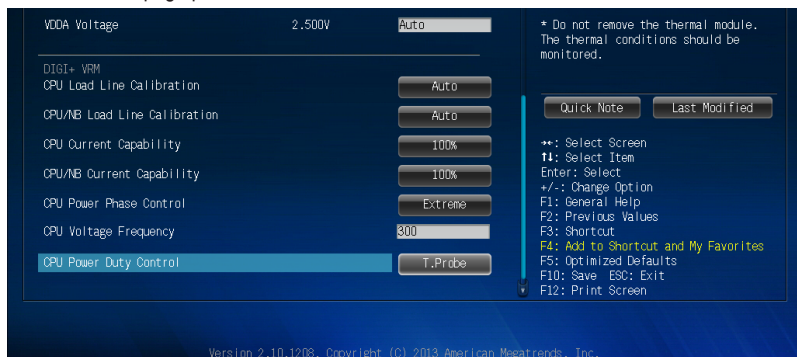 VDDA Voltage 2.500V Auto
DIGI+ VRM
CPU Load Line Calibration Auto
CPU/NB Load Line Calibration Auto
CPU Current Capability 100%
CPU/NB Current Capability 100%
CPU Power Phase Control Extreme
CPU Voltage Frequency 300
CPU Power Duty Control T.Probe
* Do not remove the thermal module.
The thermal conditions should be
monitored.
Quick Note Last Modified
→←: Select Screen
↑↓: Select Item
Enter: Select
+/-: Change Option
F1: General Help
F2: Previous Values
F3: Shortcut
F4: Add to Shortcut and My Favorites
F5: Optimized Defaults
F10: Save ESC: Exit
F12: Print Screen
Version 2.10.1208. Copyright (C) 2013 American Megatrends, Inc.